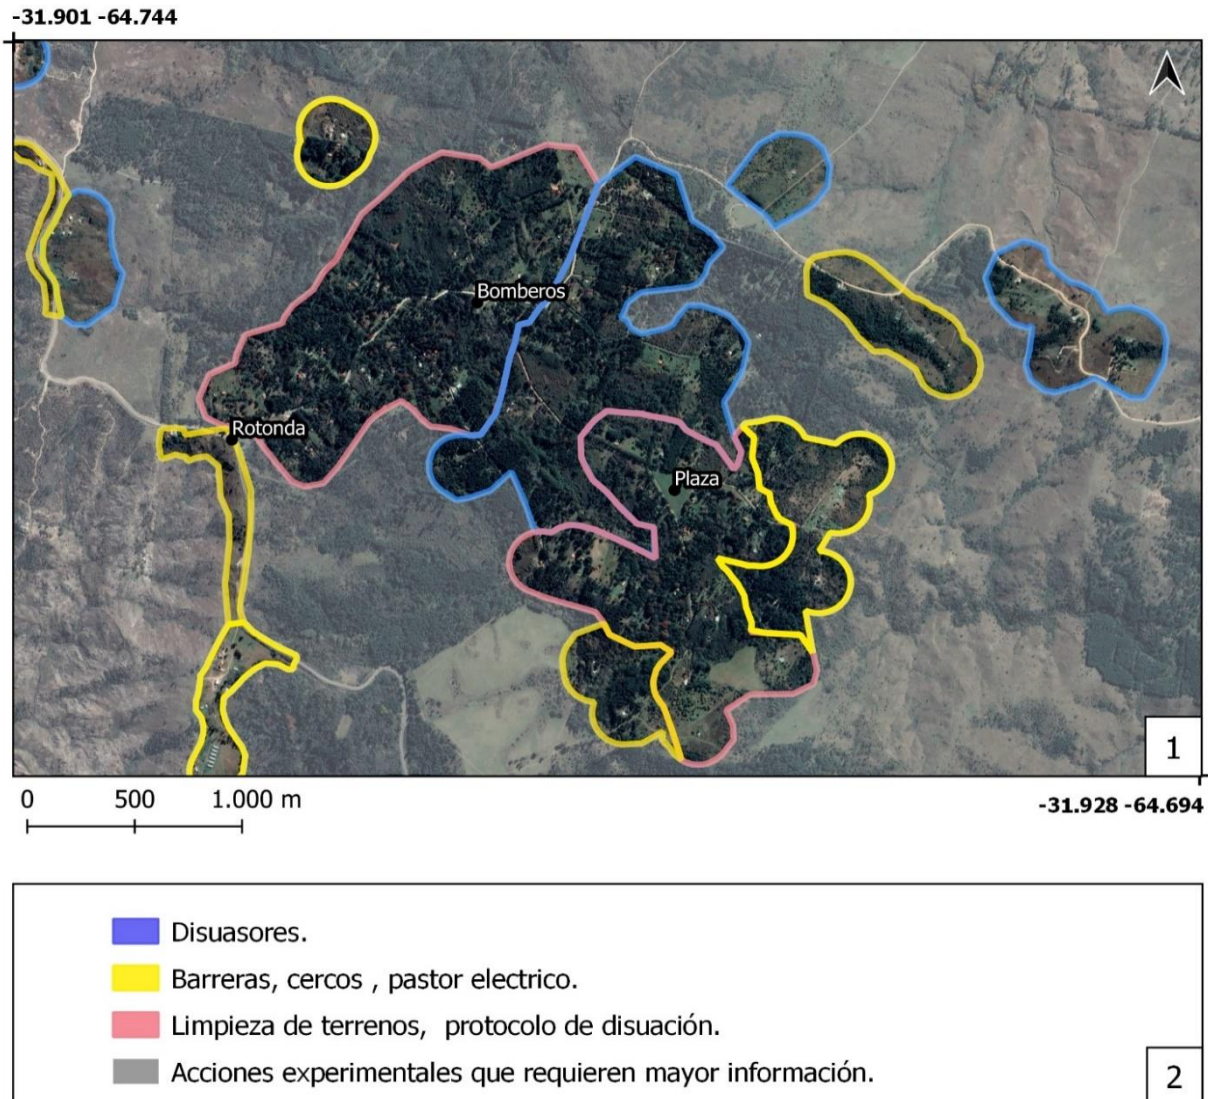 -31.901 -64.744
Bomberos
Rotonda
Plaza
1
0 500 1.000 m
-31.928 -64.694
Disuasores.
Barreras, cercos , pastor electrico.
Limpieza de terrenos, protocolo de disuación.
Acciones experimentales que requieren mayor información.
2